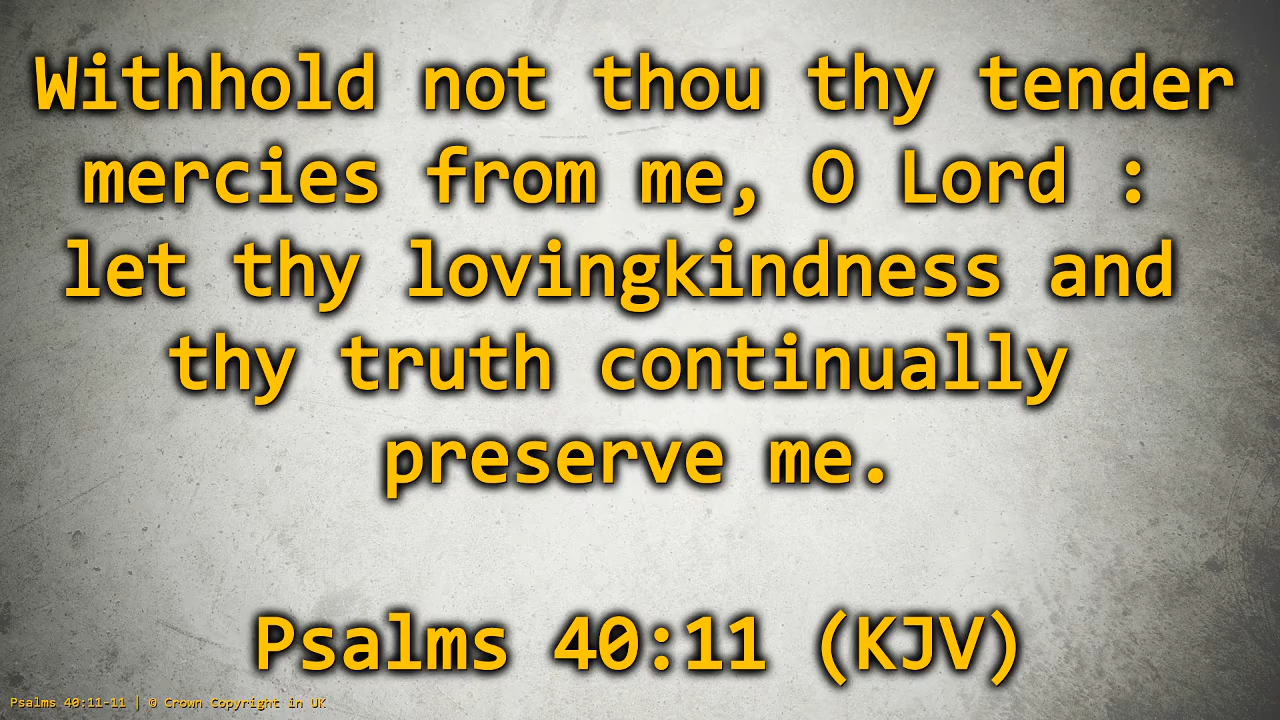 Withhold not thou thy tender
mercies from me, O Lord :
let thy lovingkindness and
thy truth continually
preserve me.
Psalms 40:11 (KJV)
Psalms 40:11-11 | © Crown Copyright in UK